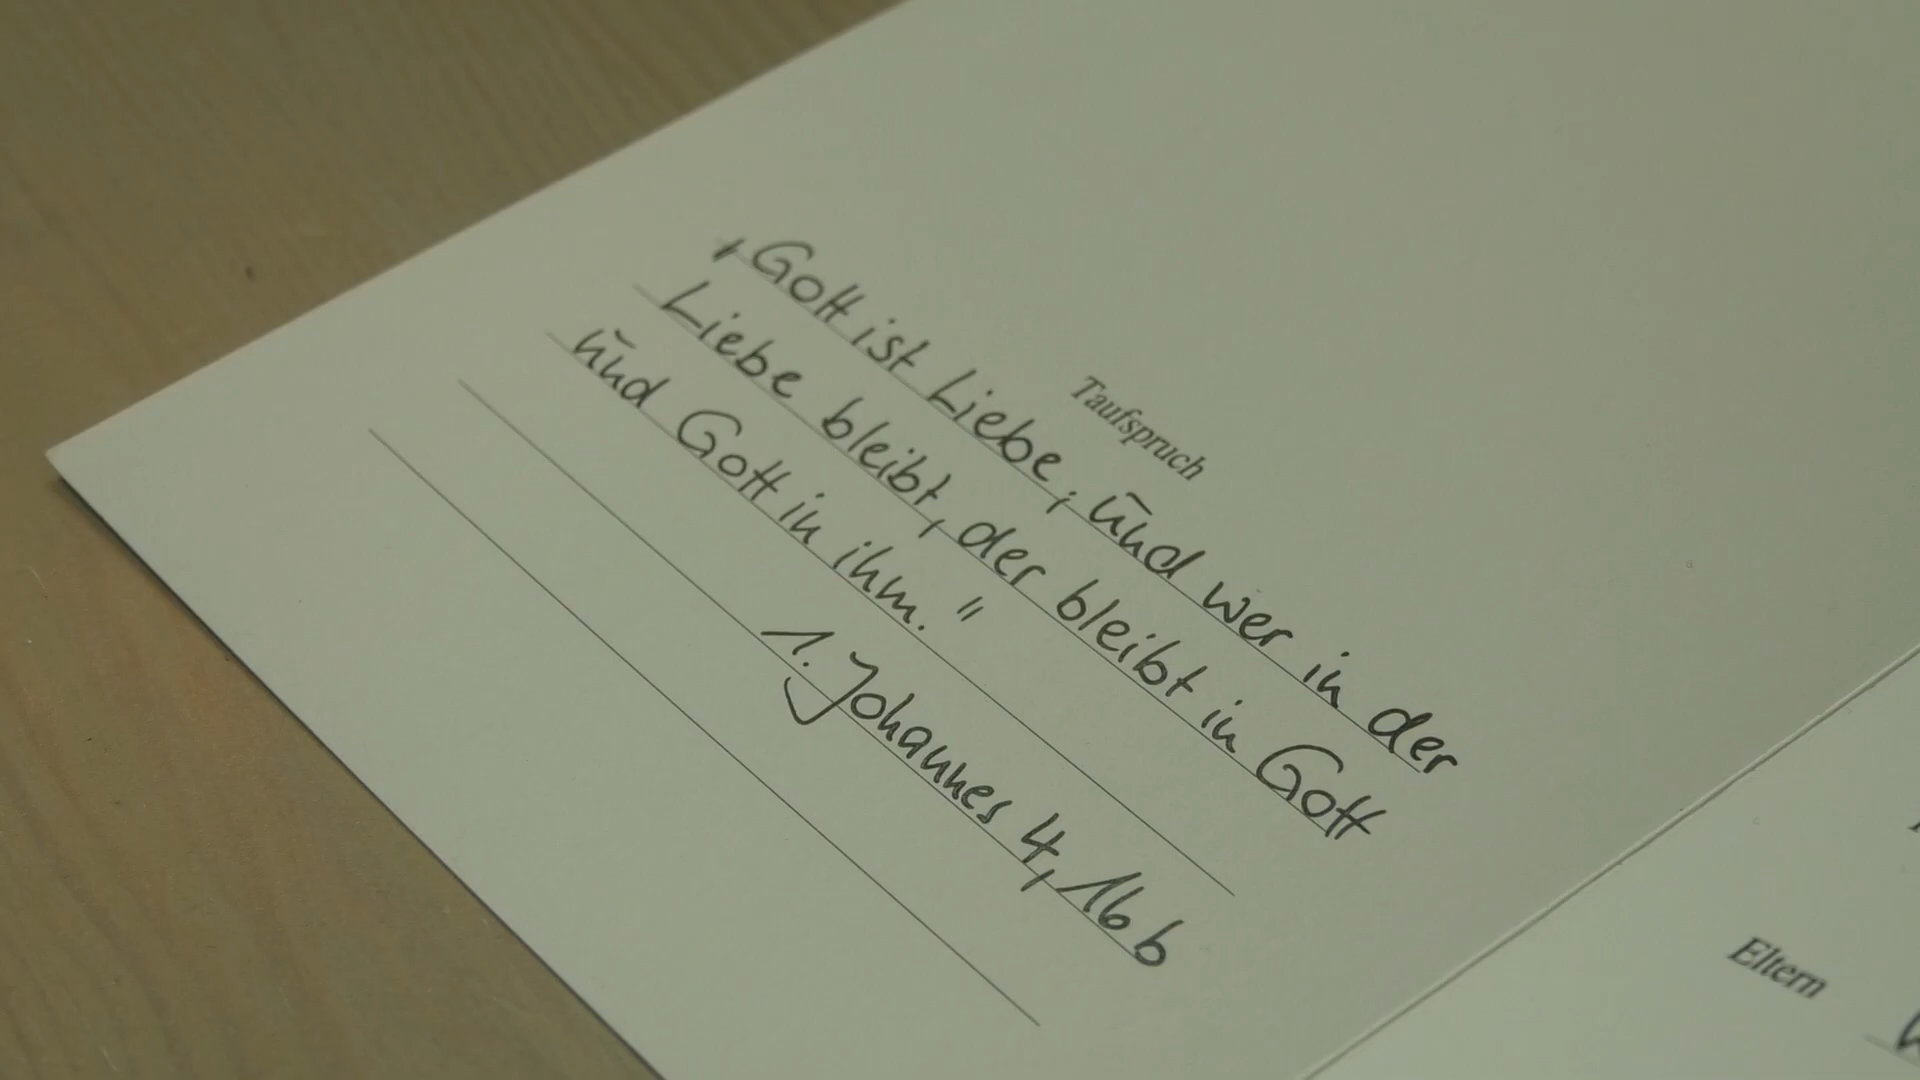 Taufspruch
„Gott ist Liebe; und wer in der
Liebe bleibt, der bleibt in Gott
und Gott in ihm."
1. Johannes 4, 16b
Eltern